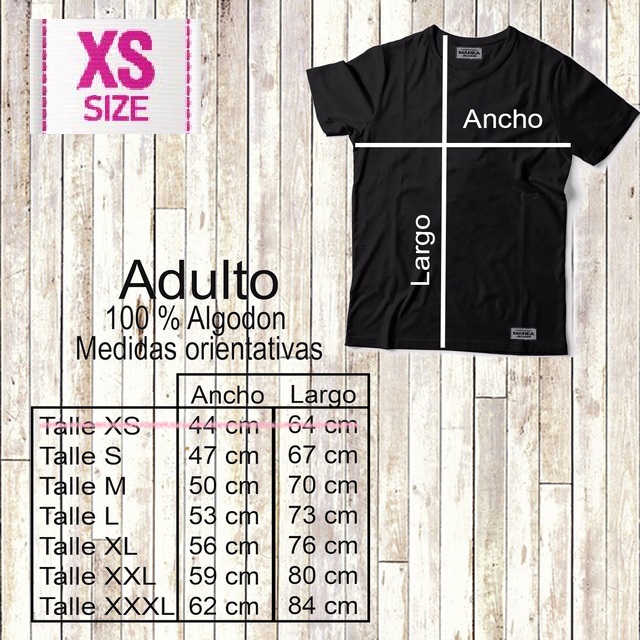 XS
SIZE
MARKA
Ancho
Largo
Adulto
100 % Algodon
Medidas orientativas
Ancho Largo
Talle XS 44 cm 64 cm
Talle S 47 cm 67 cm
Talle M 50 cm 70 cm
Talle L 53 cm 73 cm
Talle XL 56 cm 76 cm
Talle XXL 59 cm 80 cm
Talle XXXL 62 cm 84 cm
MARKA